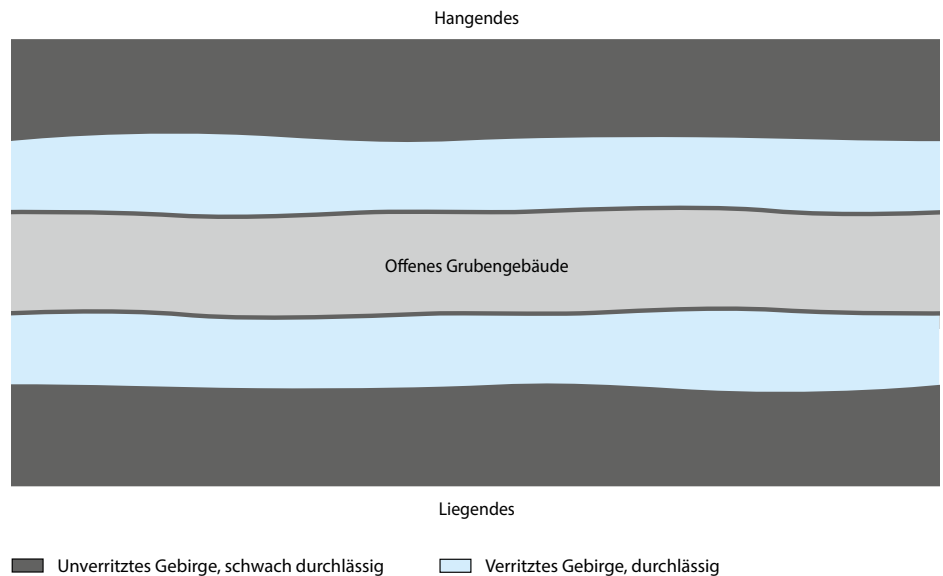 Hangendes
Offenes Grubengebäude
Liegendes
Unverritztes Gebirge, schwach durchlässig
Verritztes Gebirge, durchlässig